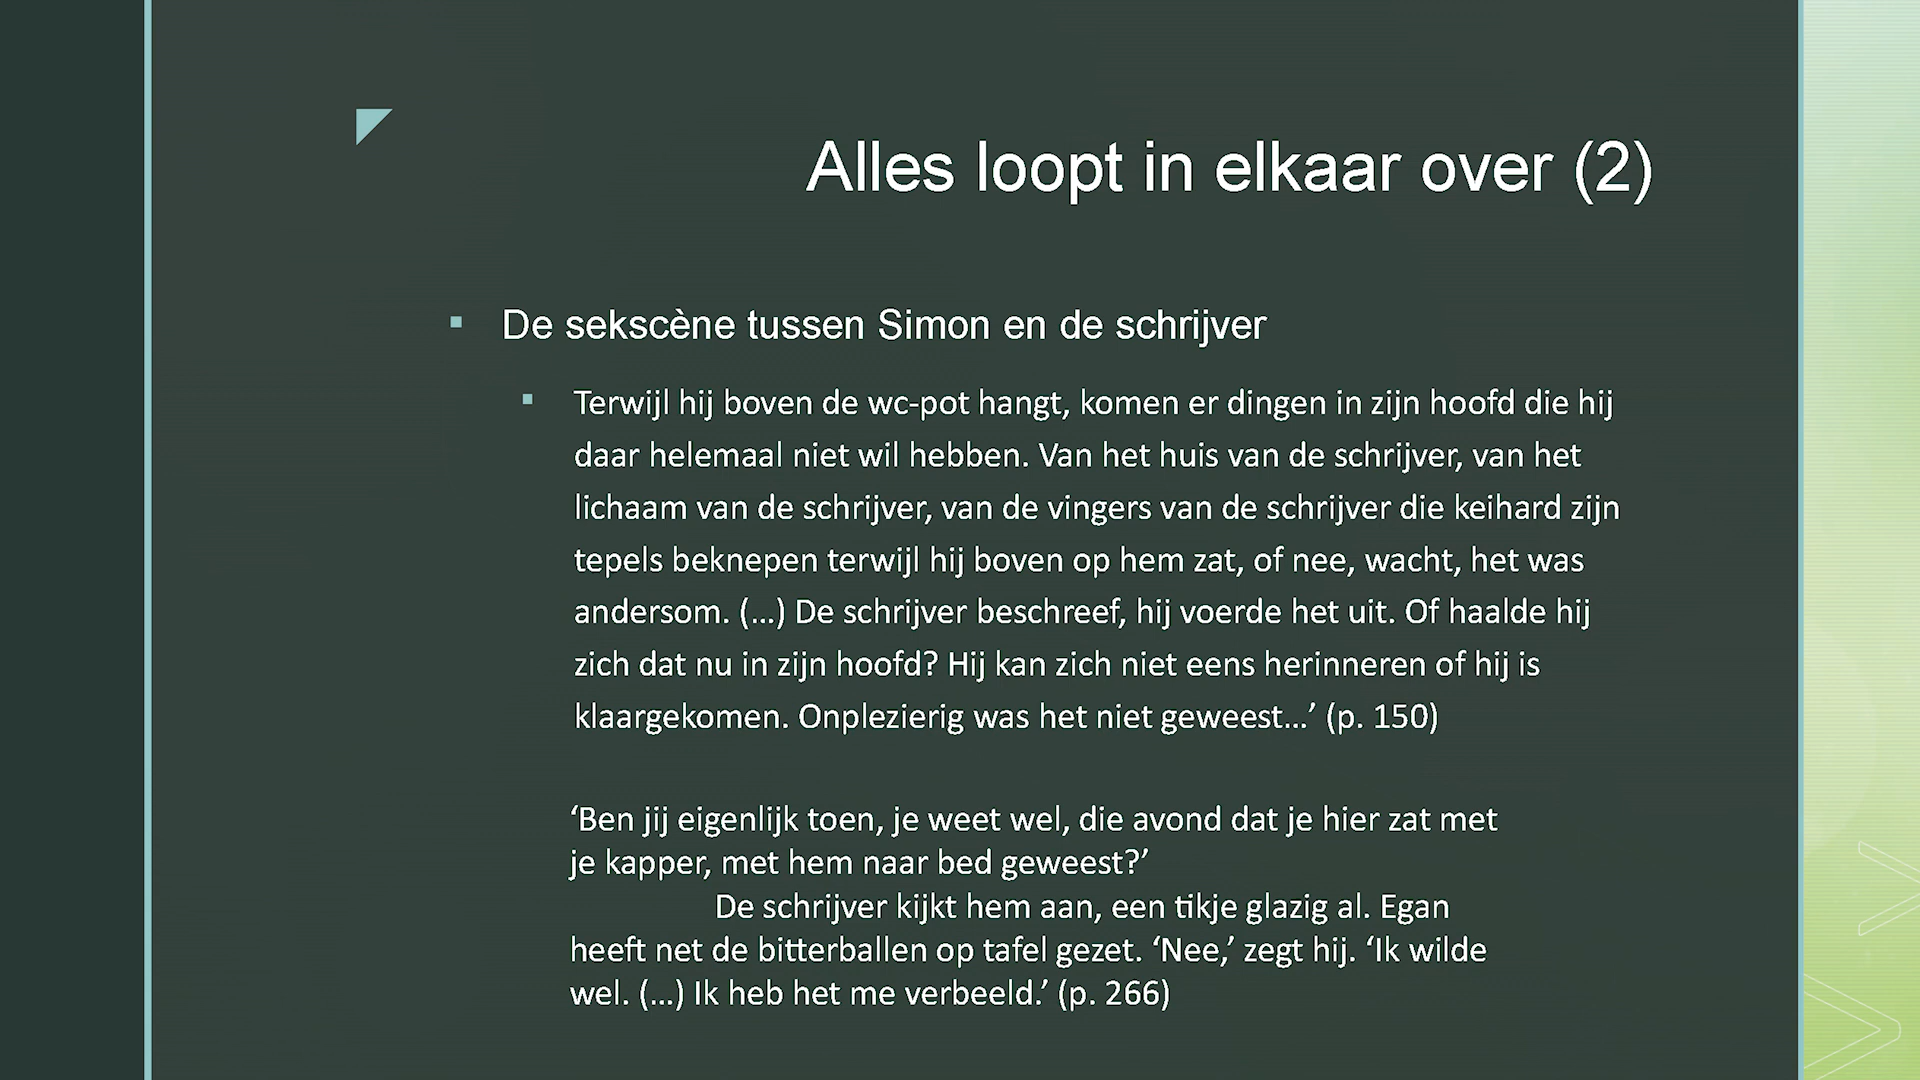 Alles loopt in elkaar over (2)
De sekscène tussen Simon en de schrijver
Terwijl hij boven de wc-pot hangt, komen er dingen in zijn hoofd die hij
daar helemaal niet wil hebben. Van het huis van de schrijver, van het
lichaam van de schrijver, van de vingers van de schrijver die keihard zijn
tepels beknepen terwijl hij boven op hem zat, of nee, wacht, het was
andersom. (…) De schrijver beschreef, hij voerde het uit. Of haalde hij
zich dat nu in zijn hoofd? Hij kan zich niet eens herinneren of hij is
klaargekomen. Onplezierig was het niet geweest…’ (p. 150)
‘Ben jij eigenlijk toen, je weet wel, die avond dat je hier zat met
je kapper, met hem naar bed geweest?’
De schrijver kijkt hem aan, een tikje glazig al. Egan
heeft net de bitterballen op tafel gezet. ‘Nee,’ zegt hij. ‘Ik wilde
wel. (…) Ik heb het me verbeeld.’ (p. 266)